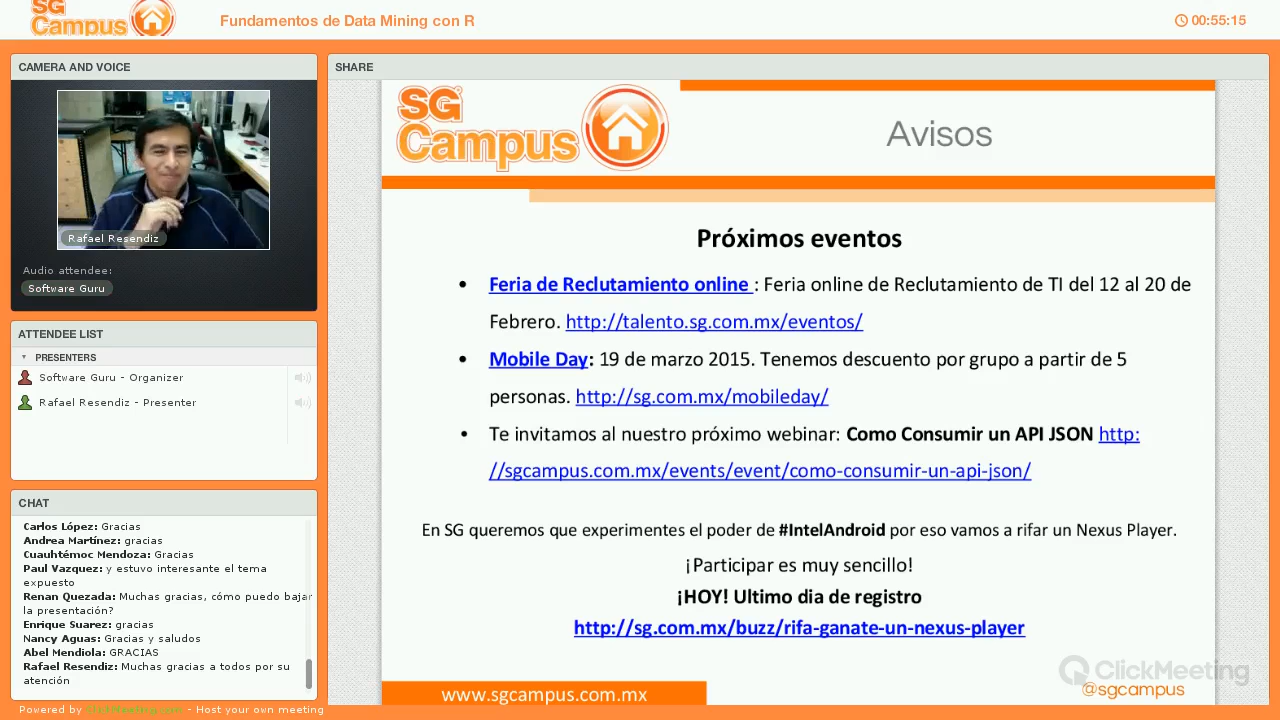 SG
Campus
Fundamentos de Data Mining con R
00:55:15
CAMERA AND VOICE
Rafael Resendiz
Audio attendee:
Software Guru
ATTENDEE LIST
PRESENTERS
Software Guru - Organizer
Rafael Resendiz - Presenter
CHAT
Carlos López: Gracias
Andrea Martínez: gracias
Cuauhtémoc Mendoza: Gracias
Paul Vazquez: y estuvo interesante el tema
expuesto
Renan Quezada: Muchas gracias, cómo puedo bajar
la presentación?
Enrique Suarez: gracias
Nancy Aguas: Gracias y saludos
Abel Mendiola: GRACIAS
Rafael Resendiz: Muchas gracias a todos por su
atención
Powered by ClickMeeting.com - Host your own meeting
SHARE
SG
Campus
Avisos
Próximos eventos
• Feria de Reclutamiento online : Feria online de Reclutamiento de TI del 12 al 20 de
Febrero. http://talento.sg.com.mx/eventos/
• Mobile Day: 19 de marzo 2015. Tenemos descuento por grupo a partir de 5
personas. http://sg.com.mx/mobileday/
• Te invitamos al nuestro próximo webinar: Como Consumir un API JSON http:
//sgcampus.com.mx/events/event/como-consumir-un-api-json/
En SG queremos que experimentes el poder de #IntelAndroid por eso vamos a rifar un Nexus Player.
¡Participar es muy sencillo!
¡HOY! Ultimo dia de registro
http://sg.com.mx/buzz/rifa-ganate-un-nexus-player
www.sgcampus.com.mx
ClickMeeting
@sgcampus